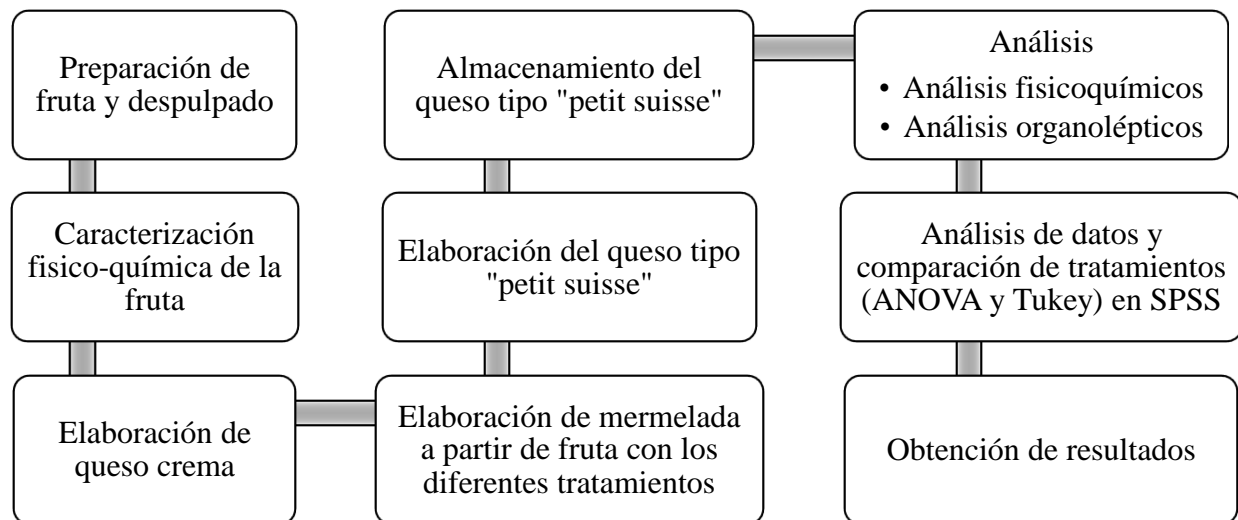 Preparación de
fruta y despulpado
Caracterización
fisico-química de la
fruta
Elaboración de
queso crema
Elaboración de mermelada
a partir de fruta con los
diferentes tratamientos
Elaboración del queso tipo
"petit suisse"
Almacenamiento del
queso tipo "petit suisse"
Análisis
• Análisis fisicoquímicos
• Análisis organolépticos
Análisis de datos y
comparación de tratamientos
(ANOVA y Tukey) en SPSS
Obtención de resultados